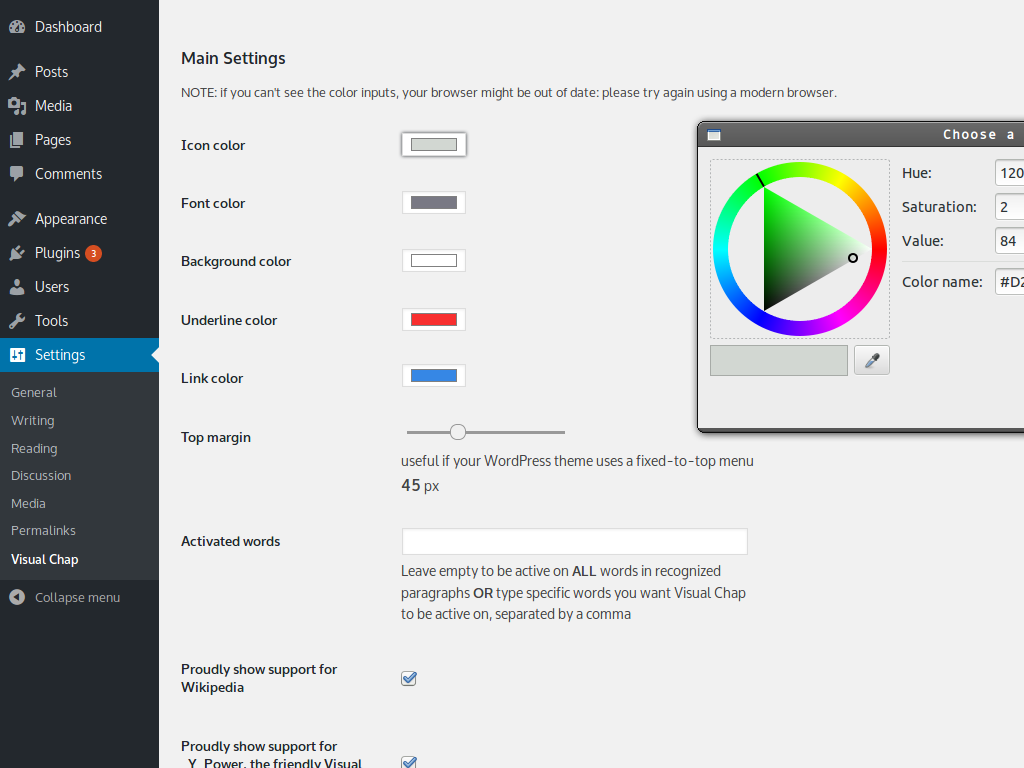 Dashboard
Posts
Media
Pages
Comments
Appearance
Plugins 3
Users
Tools
Settings
General
Writing
Reading
Discussion
Media
Permalinks
Visual Chap
Collapse menu
Main Settings
NOTE: if you can't see the color inputs, your browser might be out of date: please try again using a modern browser.
Icon color
Font color
Background color
Underline color
Link color
Top margin
useful if your WordPress theme uses a fixed-to-top menu
45 px
Activated words
Leave empty to be active on ALL words in recognized
paragraphs OR type specific words you want Visual Chap
to be active on, separated by a comma
Proudly show support for
Wikipedia
Proudly show support for
_Y_Power, the friendly Visual
Choose a
Hue: 120
Saturation: 2
Value: 84
Color name: #D2